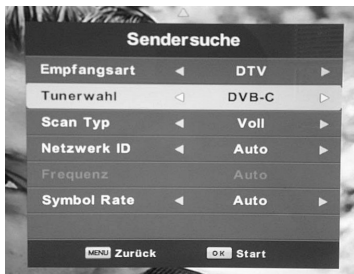 Sendersuche
Empfangsart DTV
Tunerwahl DVB-C
Scan Typ Voll
Netzwerk ID Auto
Frequenz Auto
Symbol Rate Auto
MENU Zurück OK Start